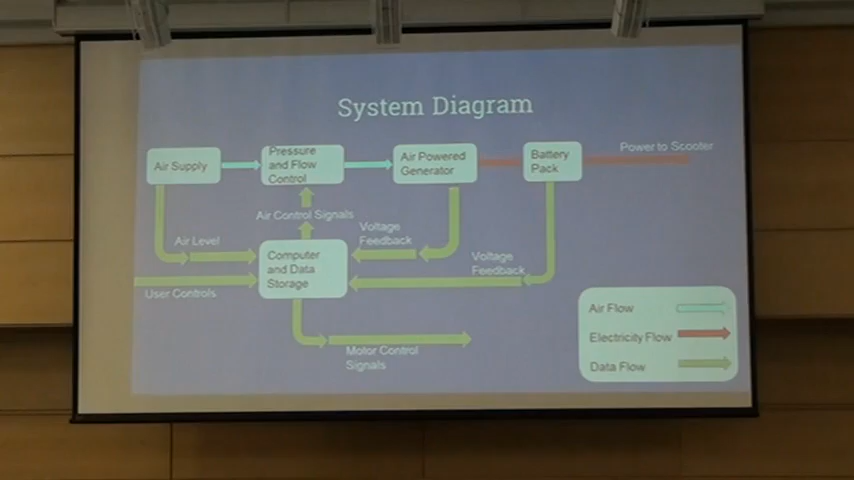 System Diagram
Air Supply
Pressure
and Flow
Control
Air Powered
Generator
Battery
Pack
Power to Scooter
Air Control Signals
Air Level
Voltage
Feedback
Computer
and Data
Storage
Voltage
Feedback
User Controls
Motor Control
Signals
Air Flow
Electricity Flow
Data Flow